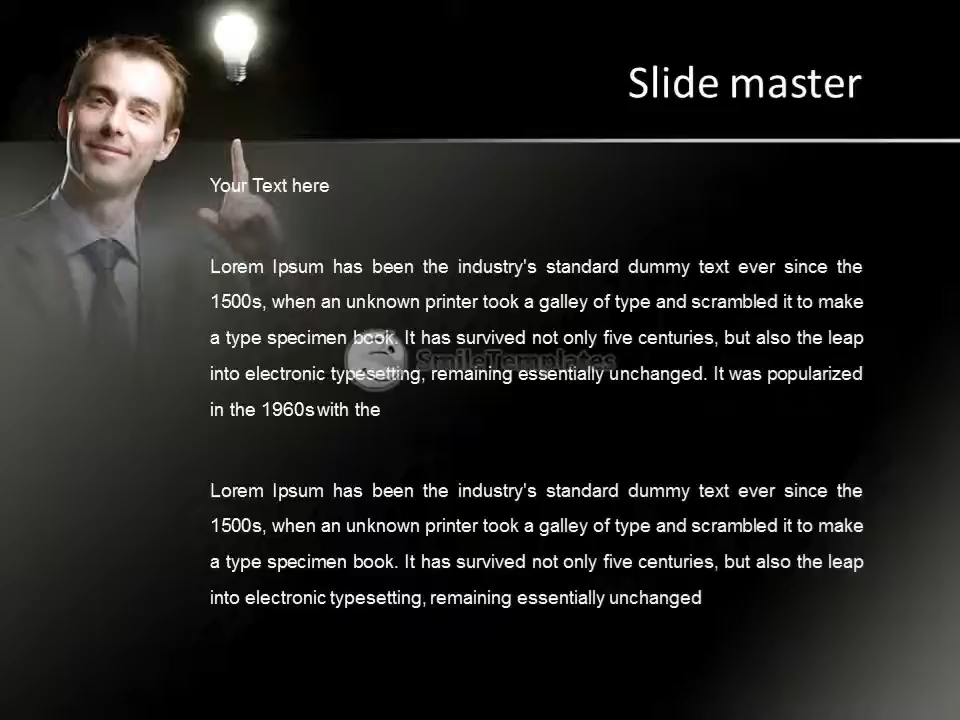 Slide master
Your Text here
Lorem Ipsum has been the industry's standard dummy text ever since the
1500s, when an unknown printer took a galley of type and scrambled it to make
a type specimen book. It has survived not only five centuries, but also the leap
into electronic typesetting, remaining essentially unchanged. It was popularized
in the 1960s with the
SmileTemplates
Lorem Ipsum has been the industry's standard dummy text ever since the
1500s, when an unknown printer took a galley of type and scrambled it to make
a type specimen book. It has survived not only five centuries, but also the leap
into electronic typesetting, remaining essentially unchanged